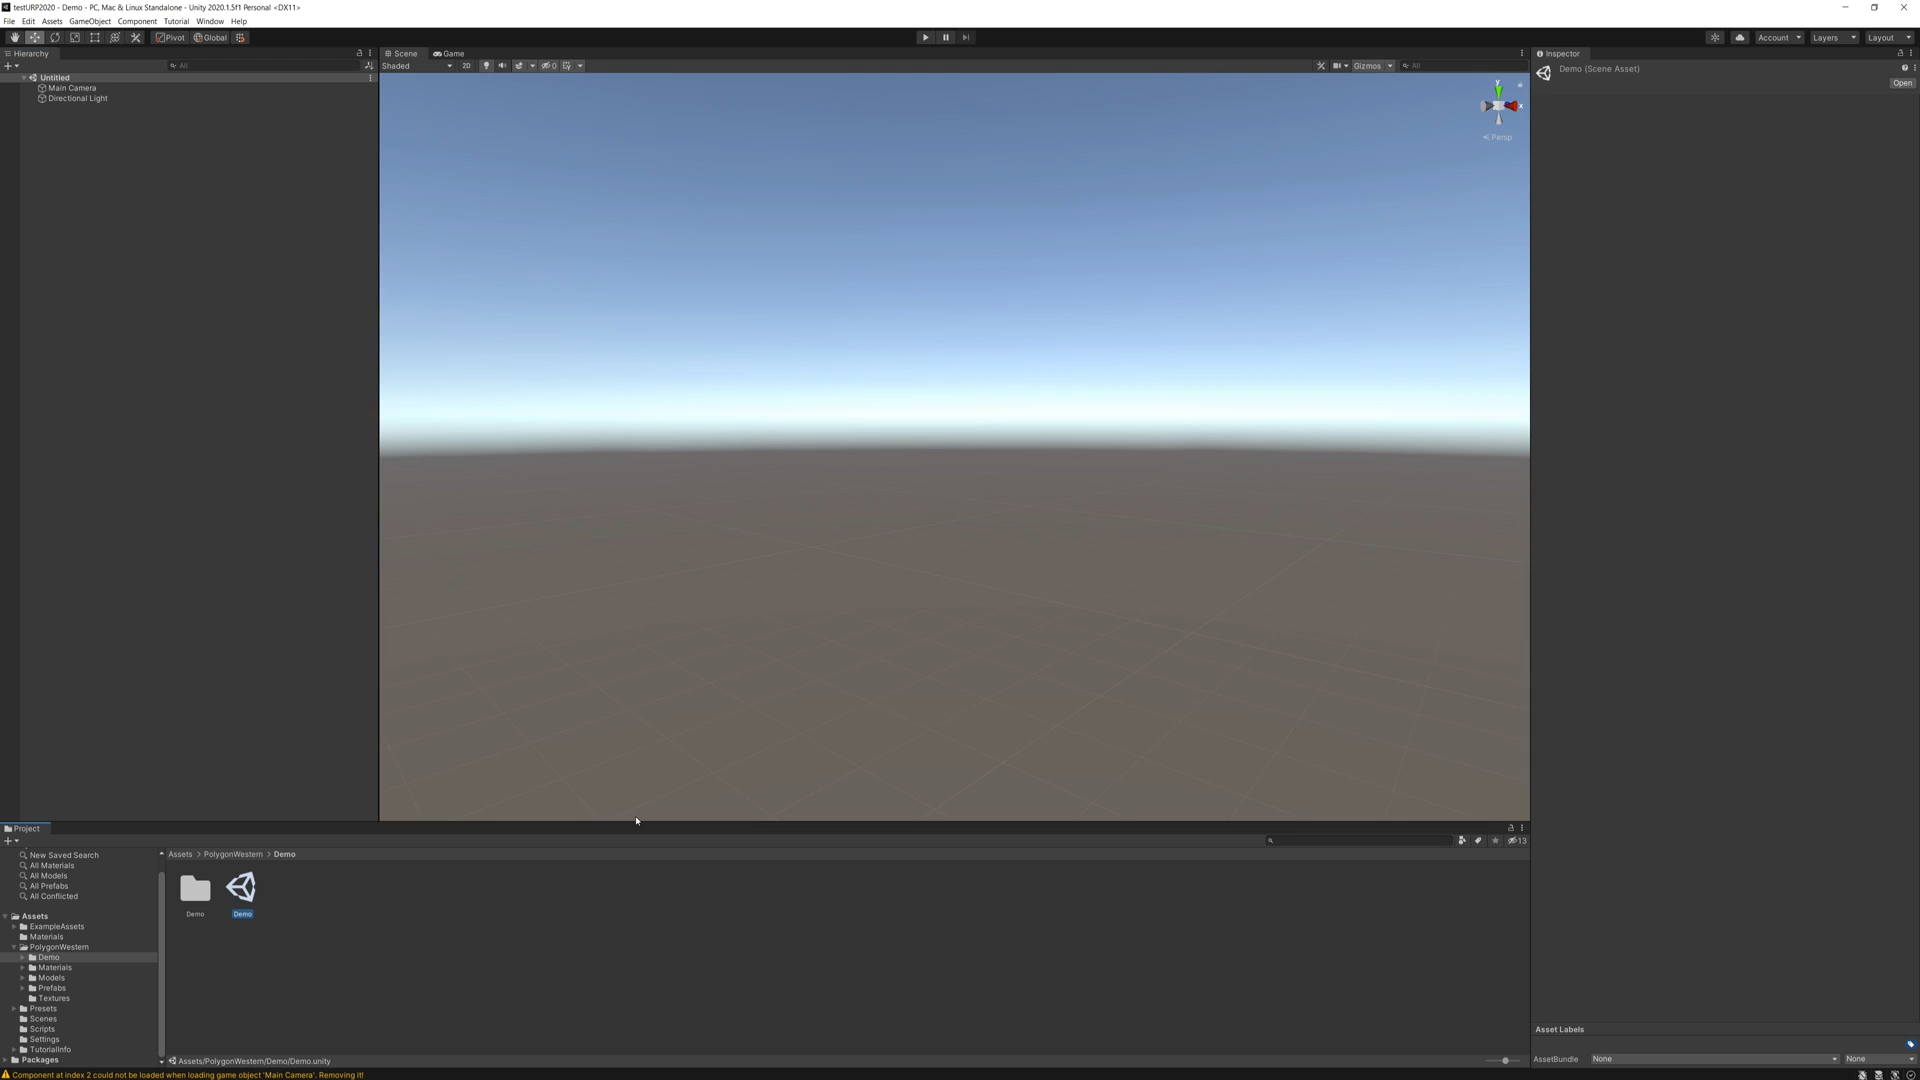 testURP2020 - Demo - PC, Mac & Linux Standalone - Unity 2020.1.5f1 Personal <DX11>
File Edit Assets GameObject Component Tutorial Window Help
Pivot Global Account Layers Layout
Hierarchy
All
Untitled
Main Camera
Directional Light
Scene Game
Shaded 2D 0 Gizmos All
y
x
< Persp
Inspector
Demo (Scene Asset)
Open
Project
13
New Saved Search
All Materials
All Models
All Prefabs
All Conflicted
Assets
ExampleAssets
Materials
PolygonWestern
Demo
Materials
Models
Prefabs
Textures
Presets
Scenes
Scripts
Settings
TutorialInfo
Packages
Assets > PolygonWestern > Demo
Demo Demo
Assets/PolygonWestern/Demo/Demo.unity
Asset Labels
AssetBundle None None
Component at index 2 could not be loaded when loading game object 'Main Camera'. Removing it!